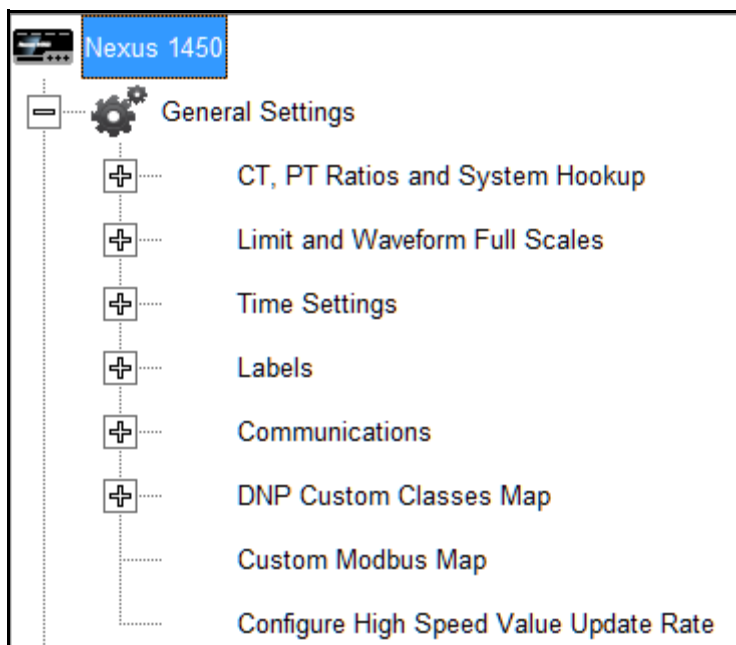 Nexus 1450
General Settings
CT, PT Ratios and System Hookup
Limit and Waveform Full Scales
Time Settings
Labels
Communications
DNP Custom Classes Map
Custom Modbus Map
Configure High Speed Value Update Rate